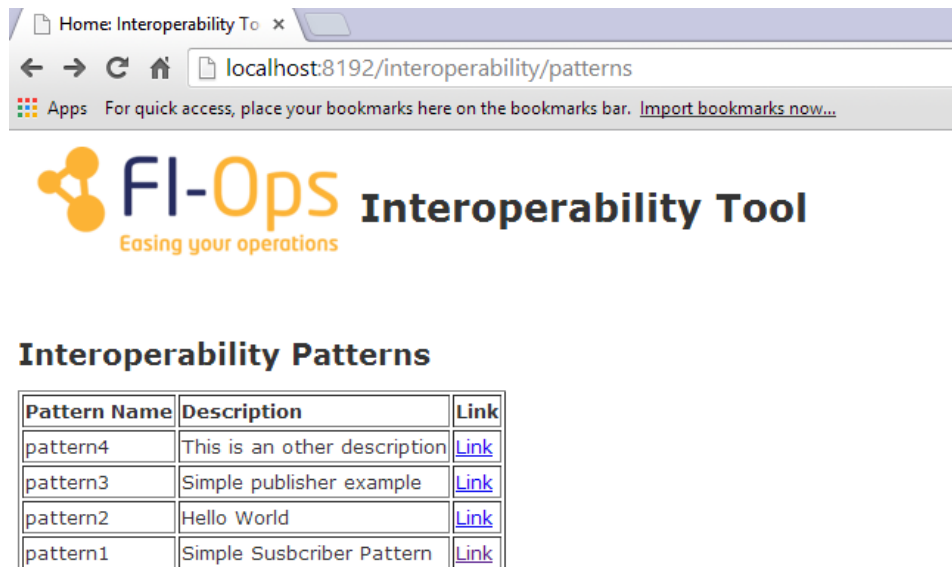 Home: Interoperability To
localhost:8192/interoperability/patterns
Apps For quick access, place your bookmarks here on the bookmarks bar. Import bookmarks now...
FI-Ops
Easing your operations
Interoperability Tool
Interoperability Patterns
Pattern Name Description Link
pattern4 This is an other description Link
pattern3 Simple publisher example Link
pattern2 Hello World Link
pattern1 Simple Susbcriber Pattern Link